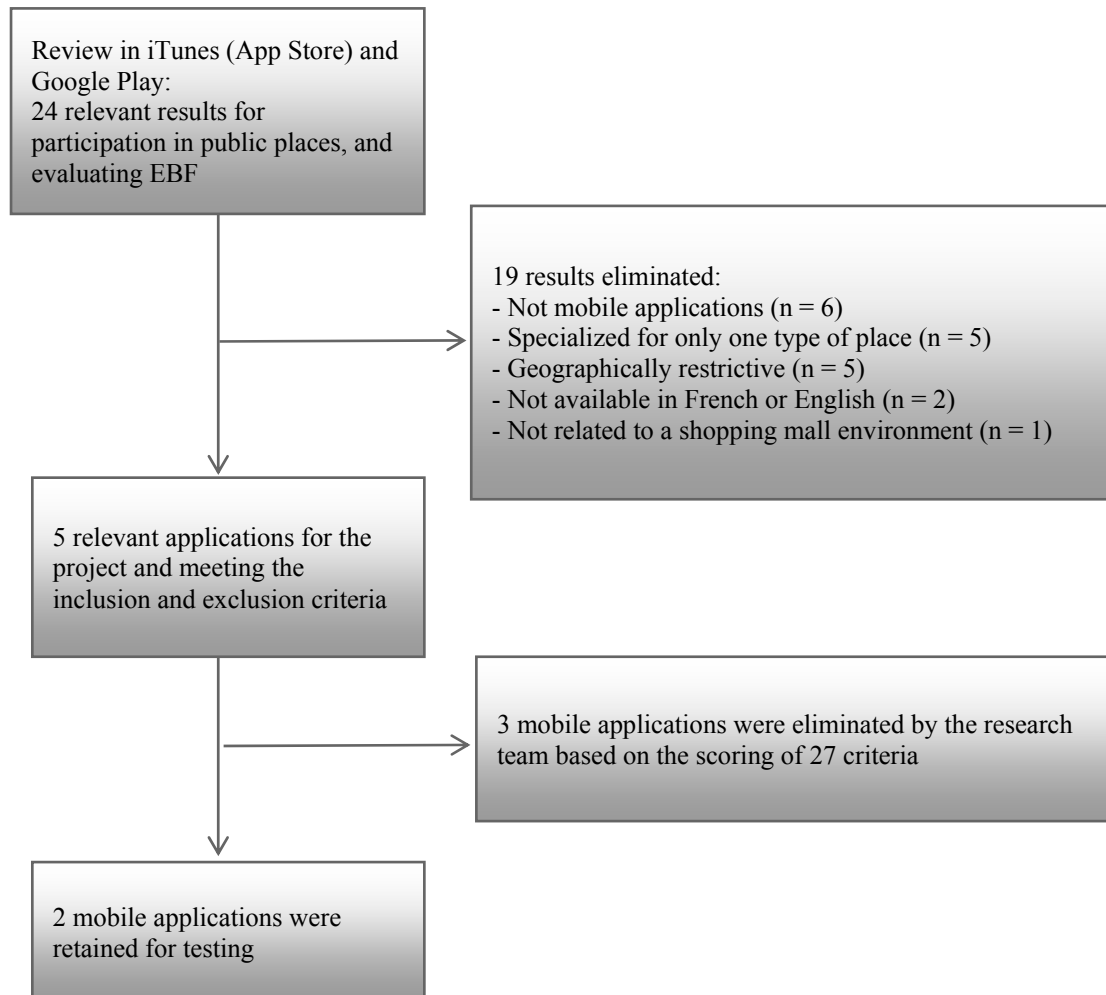 Review in iTunes (App Store) and
Google Play:
24 relevant results for
participation in public places, and
evaluating EBF
19 results eliminated:
- Not mobile applications (n = 6)
- Specialized for only one type of place (n = 5)
- Geographically restrictive (n = 5)
- Not available in French or English (n = 2)
- Not related to a shopping mall environment (n = 1)
5 relevant applications for the
project and meeting the
inclusion and exclusion criteria
3 mobile applications were eliminated by the research
team based on the scoring of 27 criteria
2 mobile applications were
retained for testing